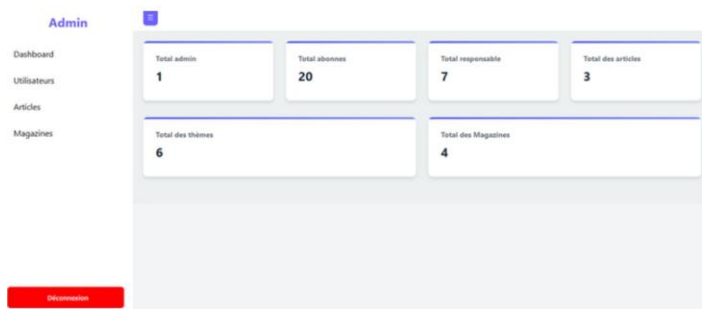 Admin
Dashboard
Utilisateurs
Articles
Magazines
Déconnexion
Total admin
1
Total abonnes
20
Total responsable
7
Total des articles
3
Total des thèmes
6
Total des Magazines
4